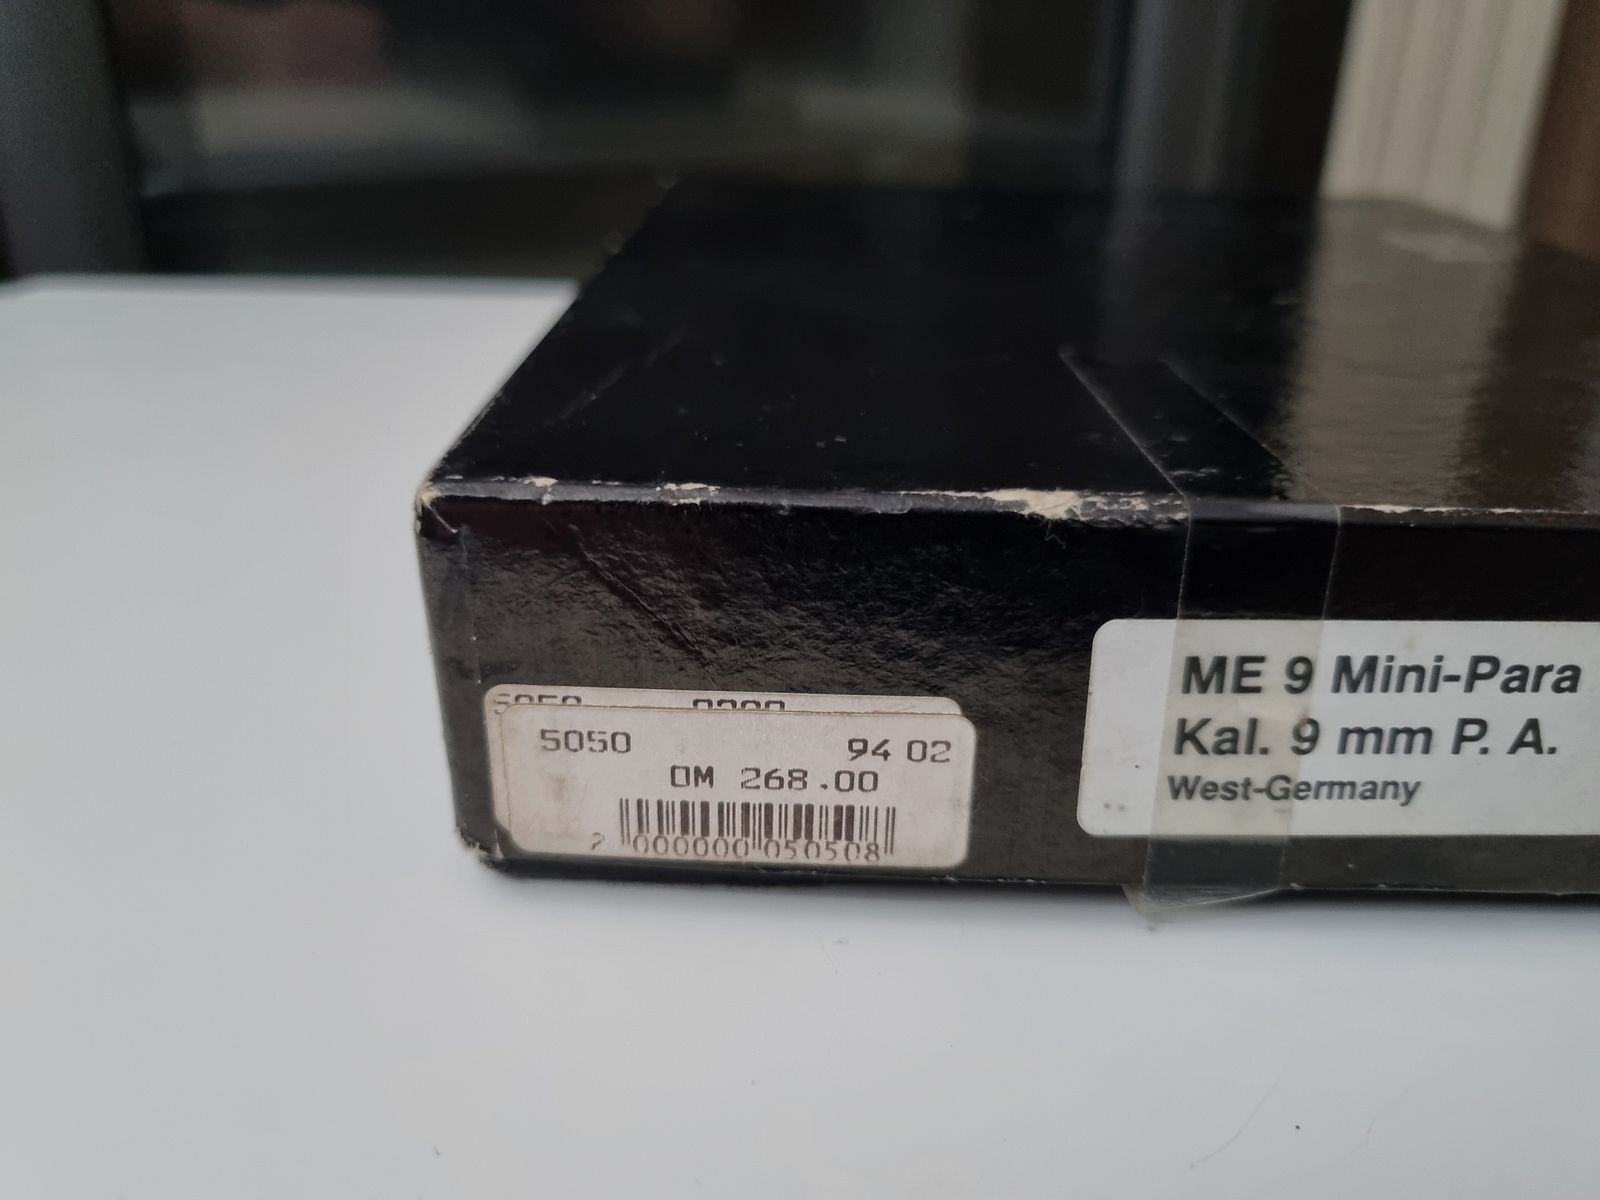 5050 94 02
DM 268.00
2 000000 050508
ME 9 Mini-Para
Kal. 9 mm P. A.
West-Germany